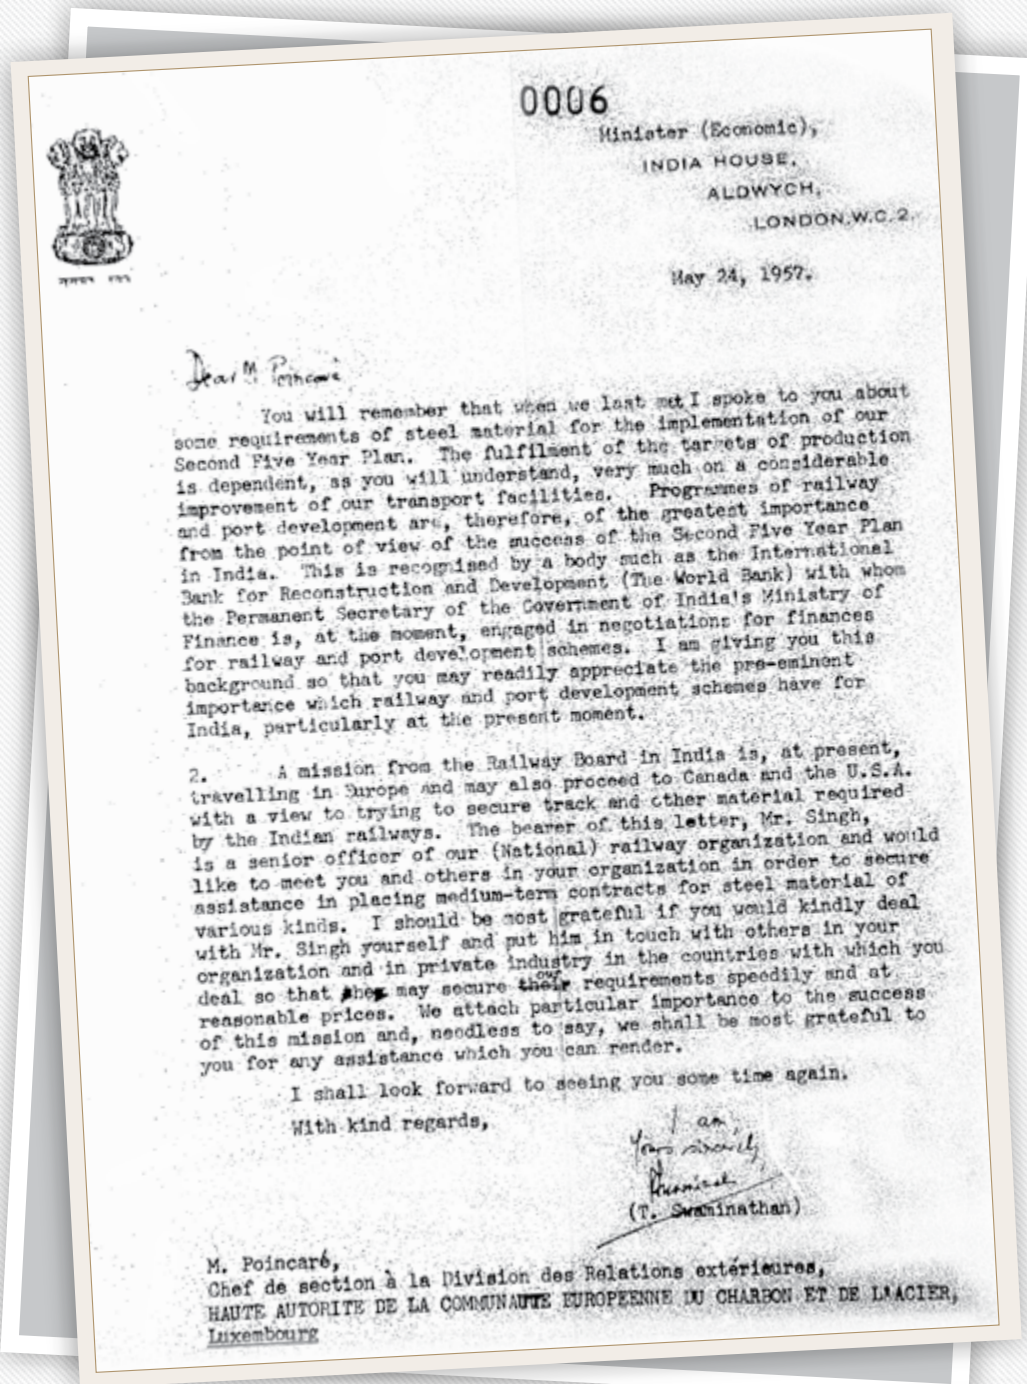 0006
Minister (Economic),
INDIA HOUSE,
ALDWYCH,
LONDON.W.C.2.
May 24, 1957.
Dear M. Poincaré
You will remember that when we last met I spoke to you about
some requirements of steel material for the implementation of our
Second Five Year Plan. The fulfilment of the targets of production
is dependent, as you will understand, very much on a considerable
improvement of our transport facilities. Programmes of railway
and port development are, therefore, of the greatest importance
from the point of view of the success of the Second Five Year Plan
in India. This is recognised by a body such as the International
Bank for Reconstruction and Development (The World Bank) with whom
the Permanent Secretary of the Government of India's Ministry of
Finance is, at the moment, engaged in negotiations for finances
for railway and port development schemes. I am giving you this
background so that you may readily appreciate the pre-eminent
importance which railway and port development schemes have for
India, particularly at the present moment.
2. A mission from the Railway Board in India is, at present,
travelling in Europe and may also proceed to Canada and the U.S.A.
with a view to trying to secure track and other material required
by the Indian railways. The bearer of this letter, Mr. Singh,
is a senior officer of our (National) railway organization and would
like to meet you and others in your organization in order to secure
assistance in placing medium-term contracts for steel material of
various kinds. I should be most grateful if you would kindly deal
with Mr. Singh yourself and put him in touch with others in your
organization and in private industry in the countries with which you
deal so that may secure our requirements speedily and at
reasonable prices. We attach particular importance to the success
of this mission and, needless to say, we shall be most grateful to
you for any assistance which you can render.
I shall look forward to seeing you some time again.
With kind regards,
I am,
Yours sincerely,
(T. Swaminathan)
M. Poincaré,
Chef de section à la Division des Relations extérieures,
HAUTE AUTORITE DE LA COMMUNAUTE EUROPEENNE DU CHARBON ET DE L'ACIER,
Luxembourg